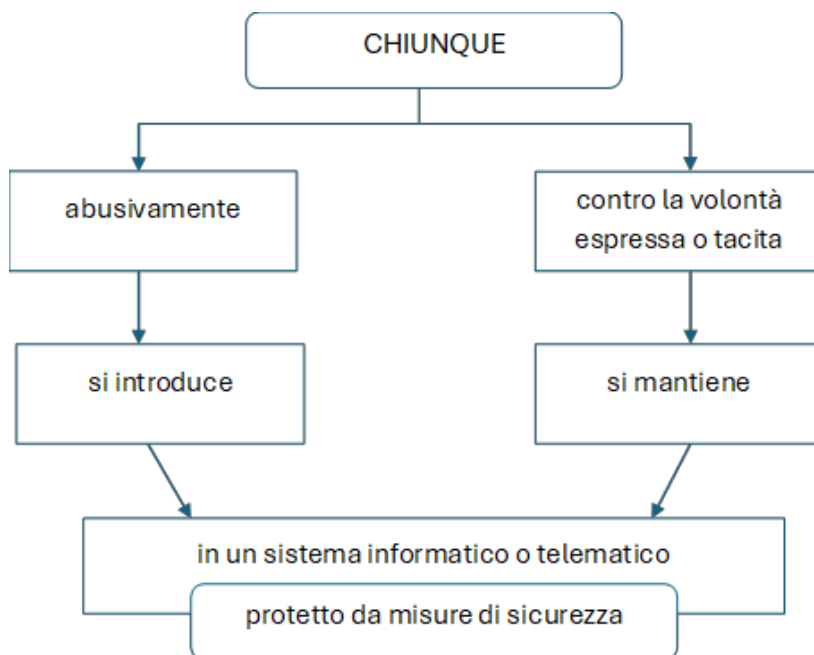 CHIUNQUE
abusivamente
contro la volontà
espressa o tacita
si introduce
si mantiene
in un sistema informatico o telematico
protetto da misure di sicurezza